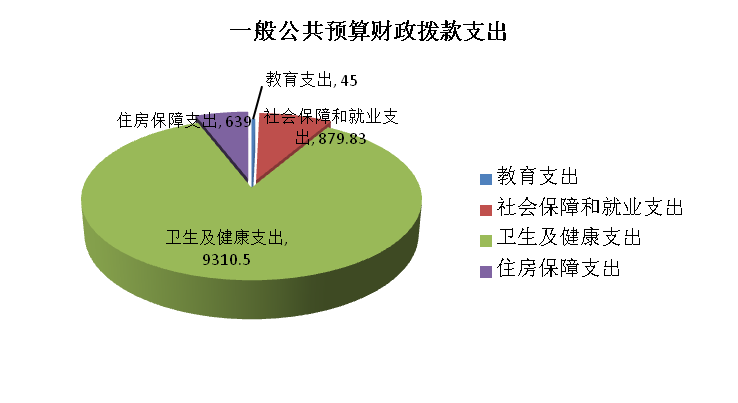 一般公共预算财政拨款支出
教育支出, 45
社会保障和就业支
出, 879.83
住房保障支出, 639
卫生及健康支出,
9310.5
教育支出
社会保障和就业支出
卫生及健康支出
住房保障支出